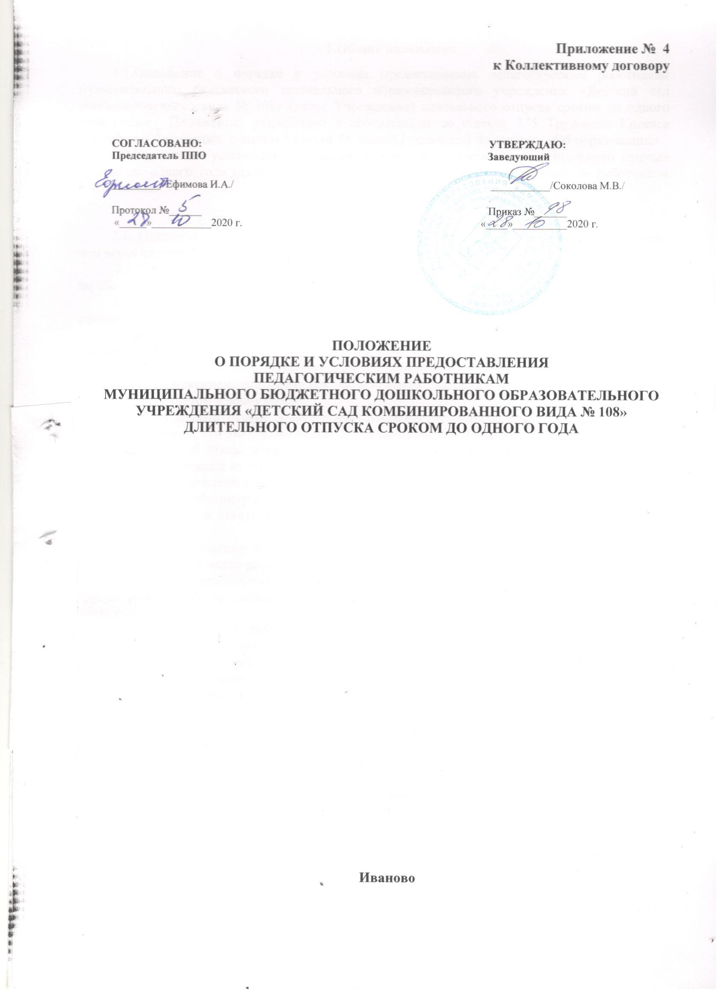 Приложение № 4
к Коллективному договору
СОГЛАСОВАНО:
Председатель ППО
/Ефимова И.А./
Протокол № 5
«28» 10 2020 г.
УТВЕРЖДАЮ:
Заведующий
/Соколова М.В./
Приказ № 98
«28» 10 2020 г.
ПОЛОЖЕНИЕ
О ПОРЯДКЕ И УСЛОВИЯХ ПРЕДОСТАВЛЕНИЯ
ПЕДАГОГИЧЕСКИМ РАБОТНИКАМ
МУНИЦИПАЛЬНОГО БЮДЖЕТНОГО ДОШКОЛЬНОГО ОБРАЗОВАТЕЛЬНОГО
УЧРЕЖДЕНИЯ «ДЕТСКИЙ САД КОМБИНИРОВАННОГО ВИДА № 108»
ДЛИТЕЛЬНОГО ОТПУСКА СРОКОМ ДО ОДНОГО ГОДА
Иваново